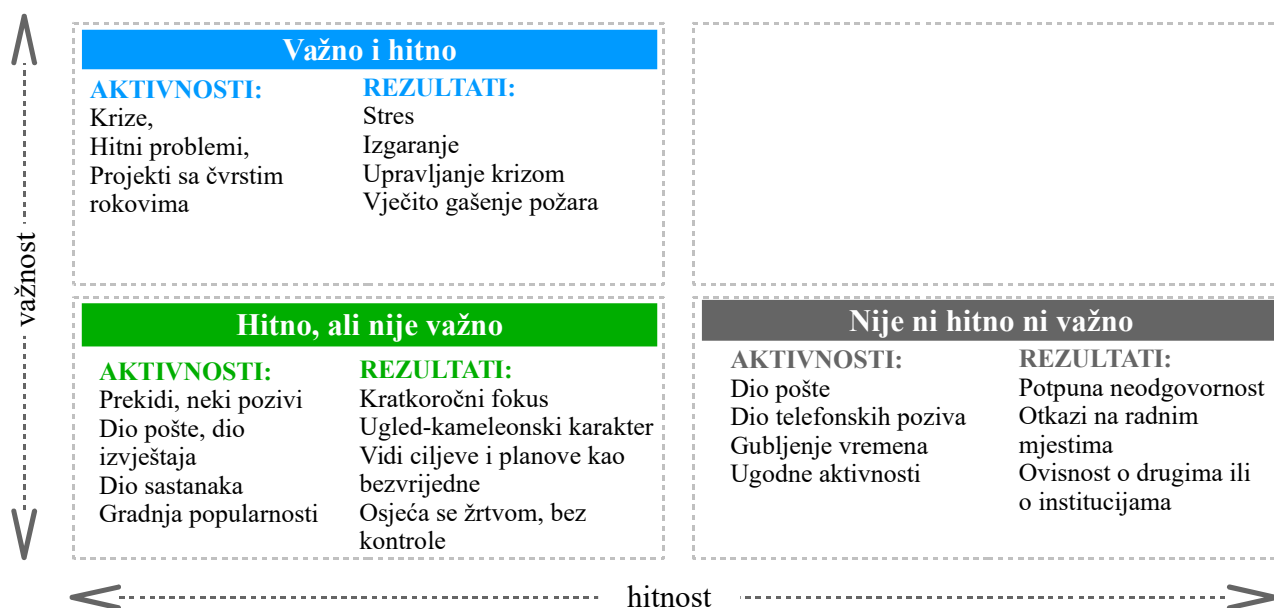 Važno i hitno
AKTIVNOSTI:
Krize,
Hitni problemi,
Projekti sa čvrstim
rokovima
REZULTATI:
Stres
Izgaranje
Upravljanje krizom
Vječito gašenje požara
Hitno, ali nije važno
AKTIVNOSTI:
Prekidi, neki pozivi
Dio pošte, dio
izvještaja
Dio sastanaka
Gradnja popularnosti
REZULTATI:
Kratkoročni fokus
Ugled-kameleonski karakter
Vidi ciljeve i planove kao
bezvrijedne
Osjeća se žrtvom, bez
kontrole
Nije ni hitno ni važno
AKTIVNOSTI:
Dio pošte
Dio telefonskih poziva
Gubljenje vremena
Ugodne aktivnosti
REZULTATI:
Potpuna neodgovornost
Otkazi na radnim
mjestima
Ovisnost o drugima ili
o institucijama
važnost
hitnost